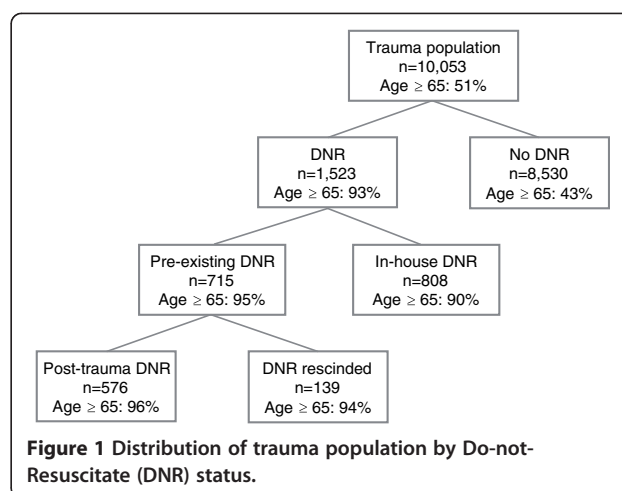 Trauma population
n=10,053
Age ≥ 65: 51%
DNR
n=1,523
Age ≥ 65: 93%
No DNR
n=8,530
Age ≥ 65: 43%
Pre-existing DNR
n=715
Age ≥ 65: 95%
In-house DNR
n=808
Age ≥ 65: 90%
Post-trauma DNR
n=576
Age ≥ 65: 96%
DNR rescinded
n=139
Age ≥ 65: 94%
Figure 1 Distribution of trauma population by Do-not-
Resuscitate (DNR) status.